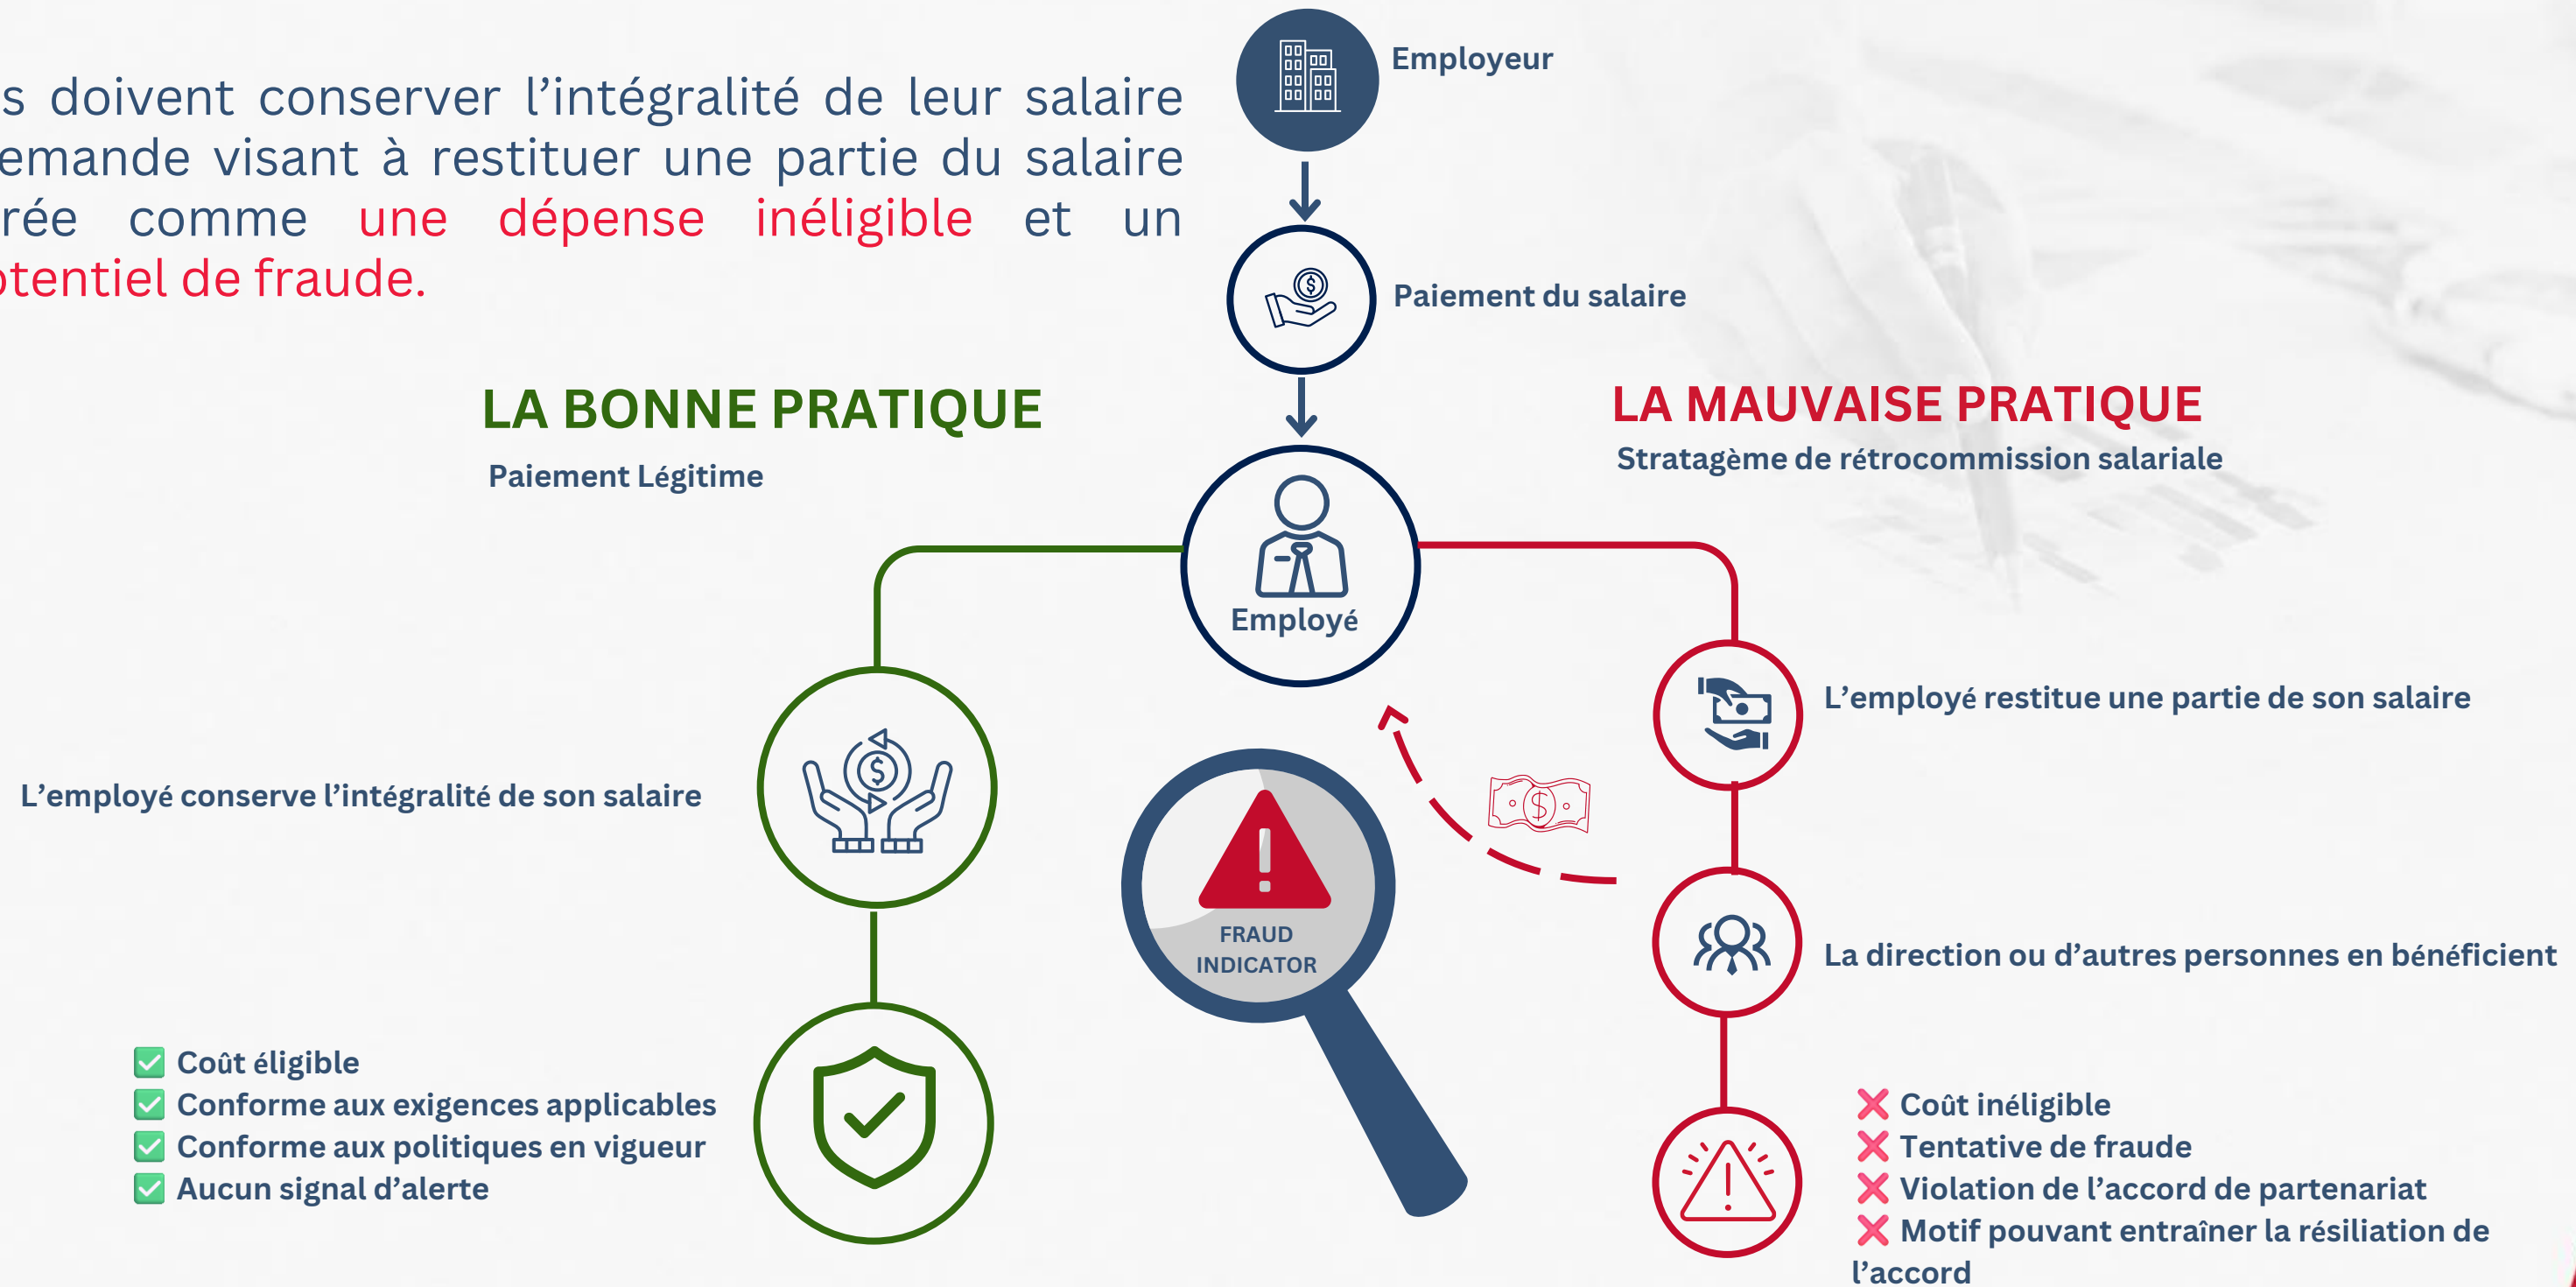 s doivent conserver l’intégralité de leur salaire
emande visant à restituer une partie du salaire
rée comme une dépense inéligible et un
otentiel de fraude.
Employeur
Paiement du salaire
LA BONNE PRATIQUE
Paiement Légitime
LA MAUVAISE PRATIQUE
Stratagème de rétrocommission salariale
Employé
L’employé conserve l’intégralité de son salaire
L’employé restitue une partie de son salaire
FRAUD
INDICATOR
La direction ou d’autres personnes en bénéficient
✅ Coût éligible
✅ Conforme aux exigences applicables
✅ Conforme aux politiques en vigueur
✅ Aucun signal d’alerte
❌ Coût inéligible
❌ Tentative de fraude
❌ Violation de l’accord de partenariat
❌ Motif pouvant entraîner la résiliation de
l’accord